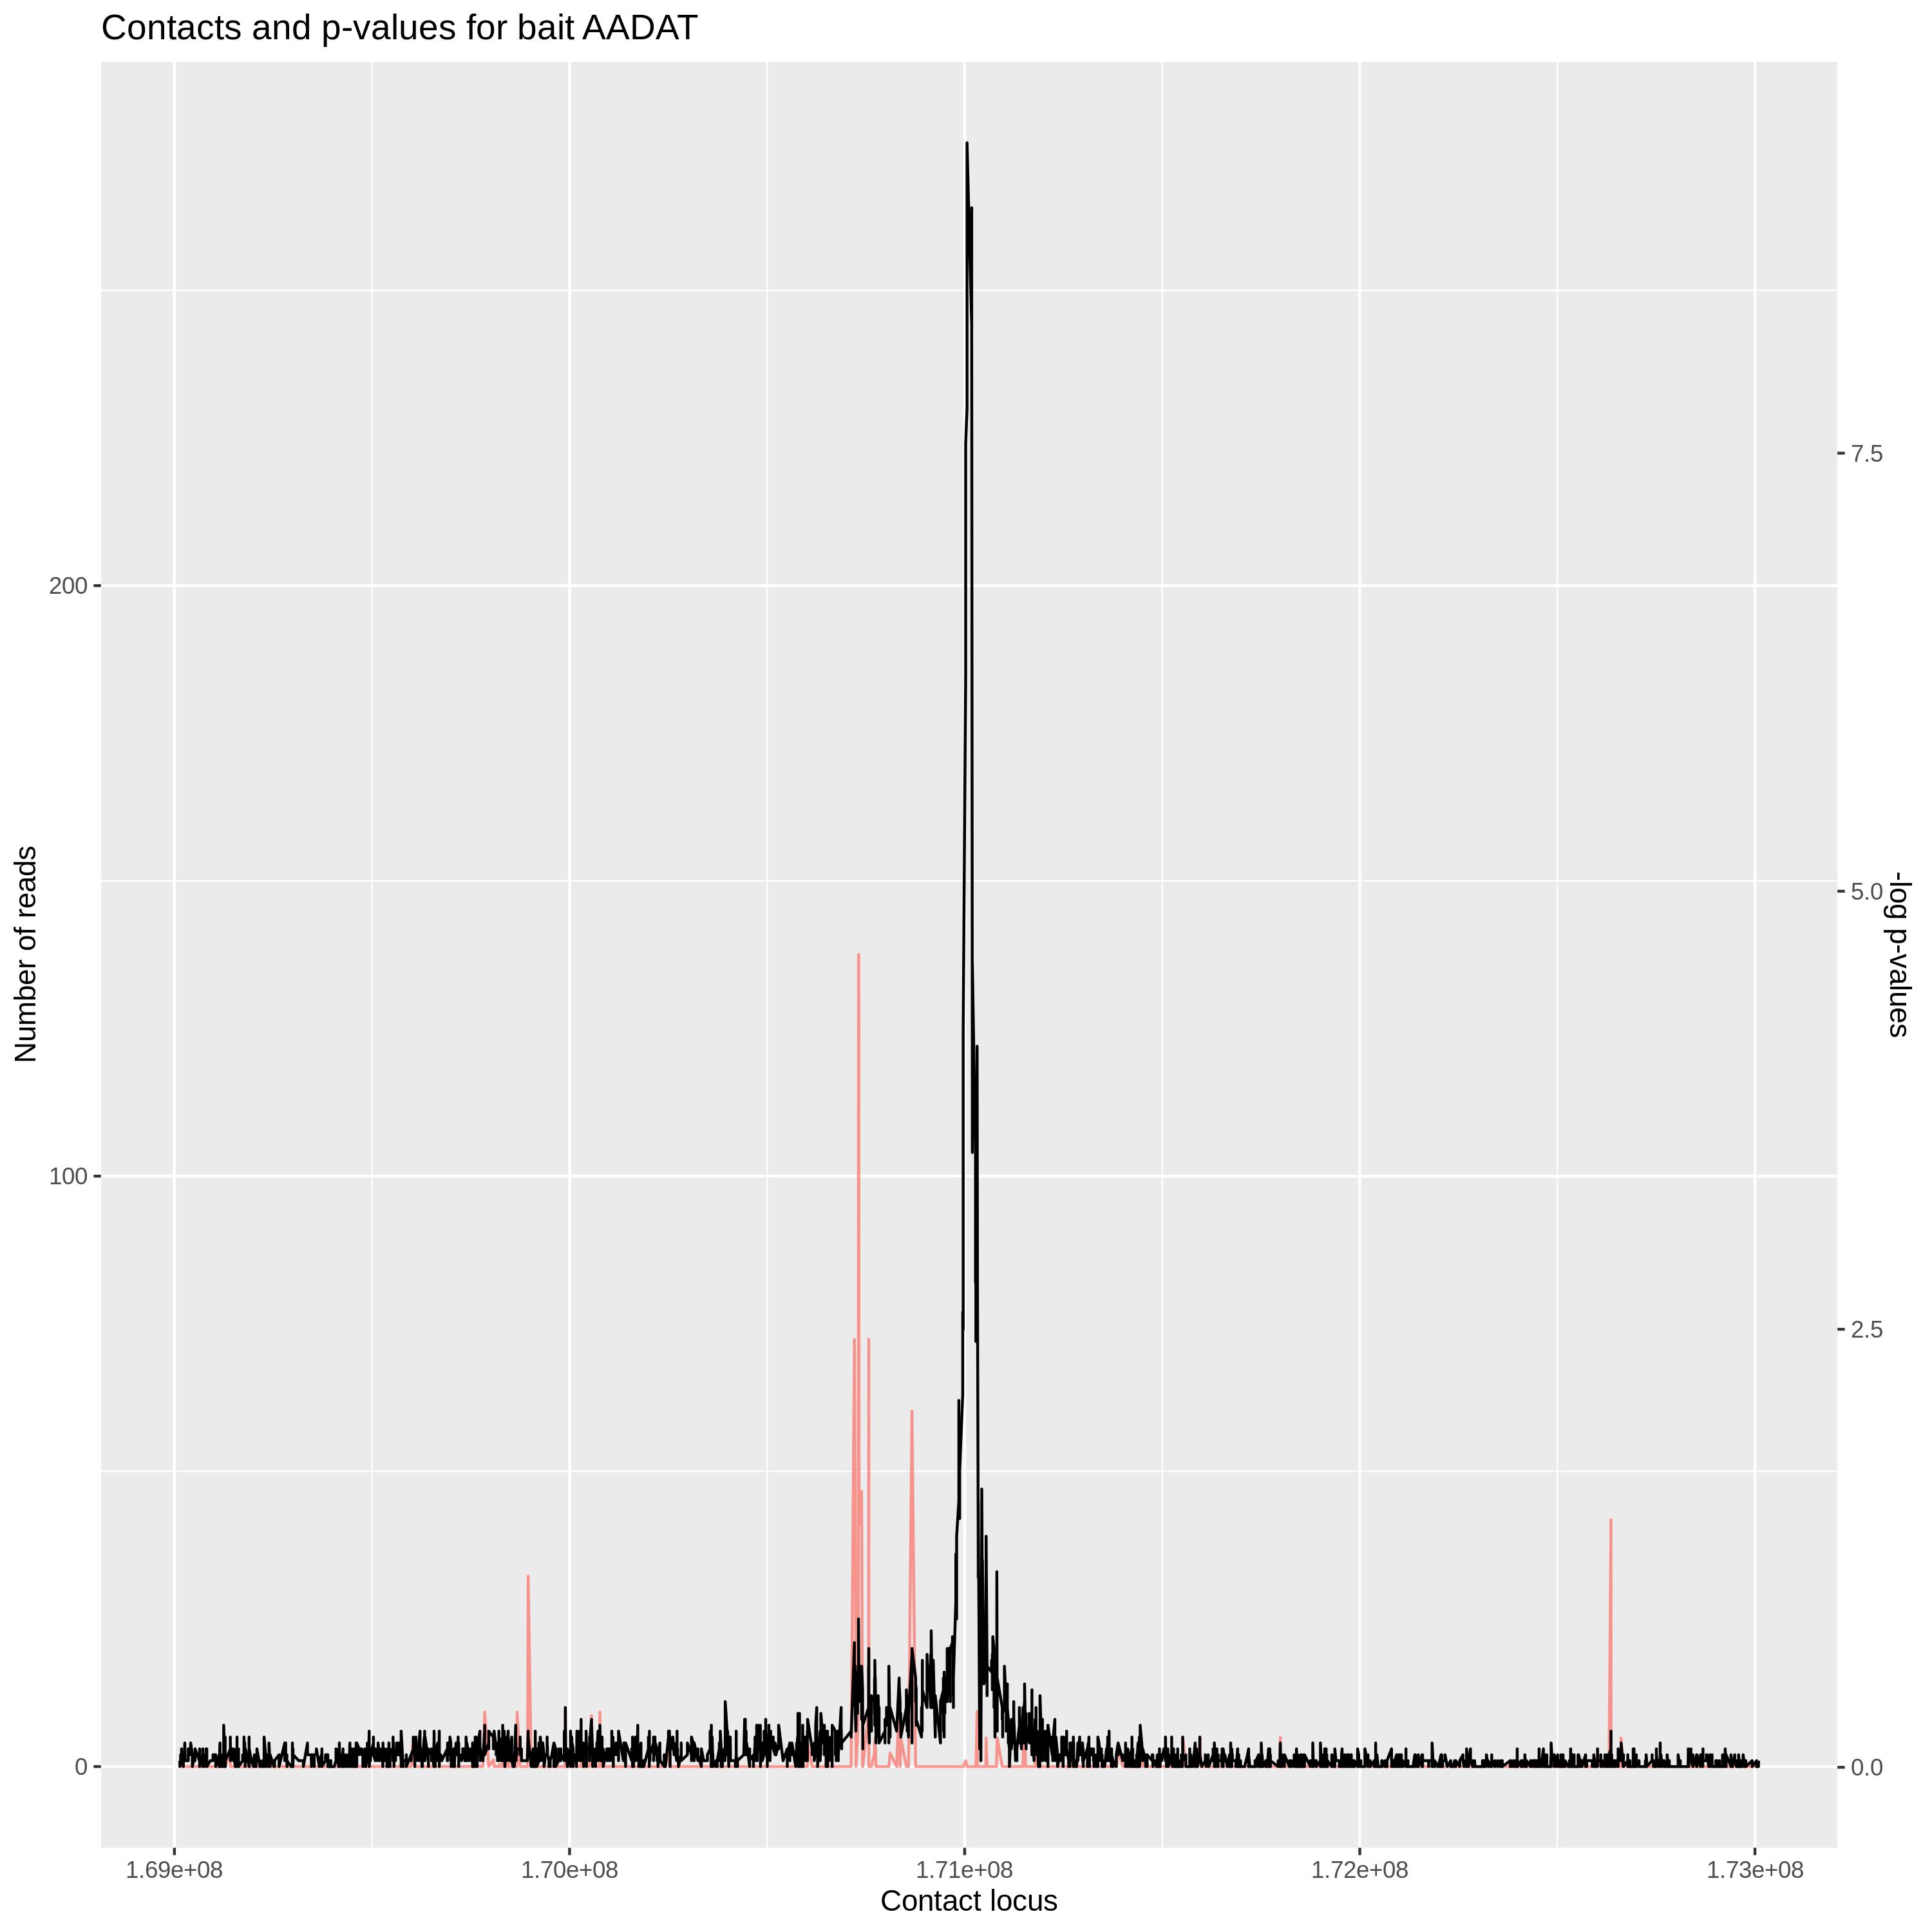 Contacts and p-values for bait AADAT
Number of reads
200
100
0
7.5
5.0
2.5
0.0
-log p-values
1.69e+08
1.70e+08
1.71e+08
1.72e+08
1.73e+08
Contact locus